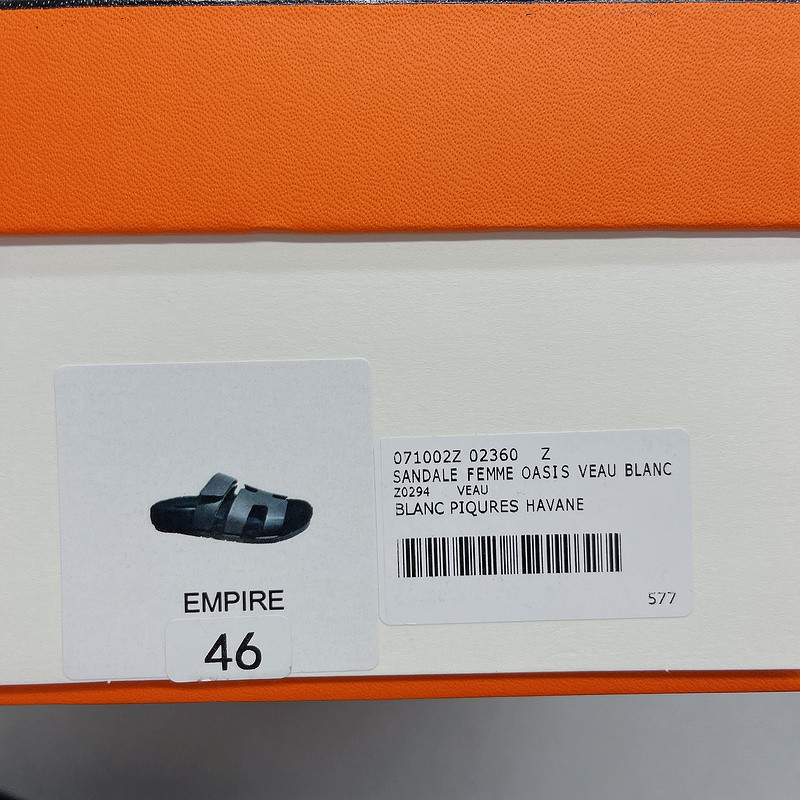 EMPIRE
46
071002Z 02360 Z
SANDALE FEMME OASIS VEAU BLANC
Z0294 VEAU
BLANC PIQURES HAVANE
577